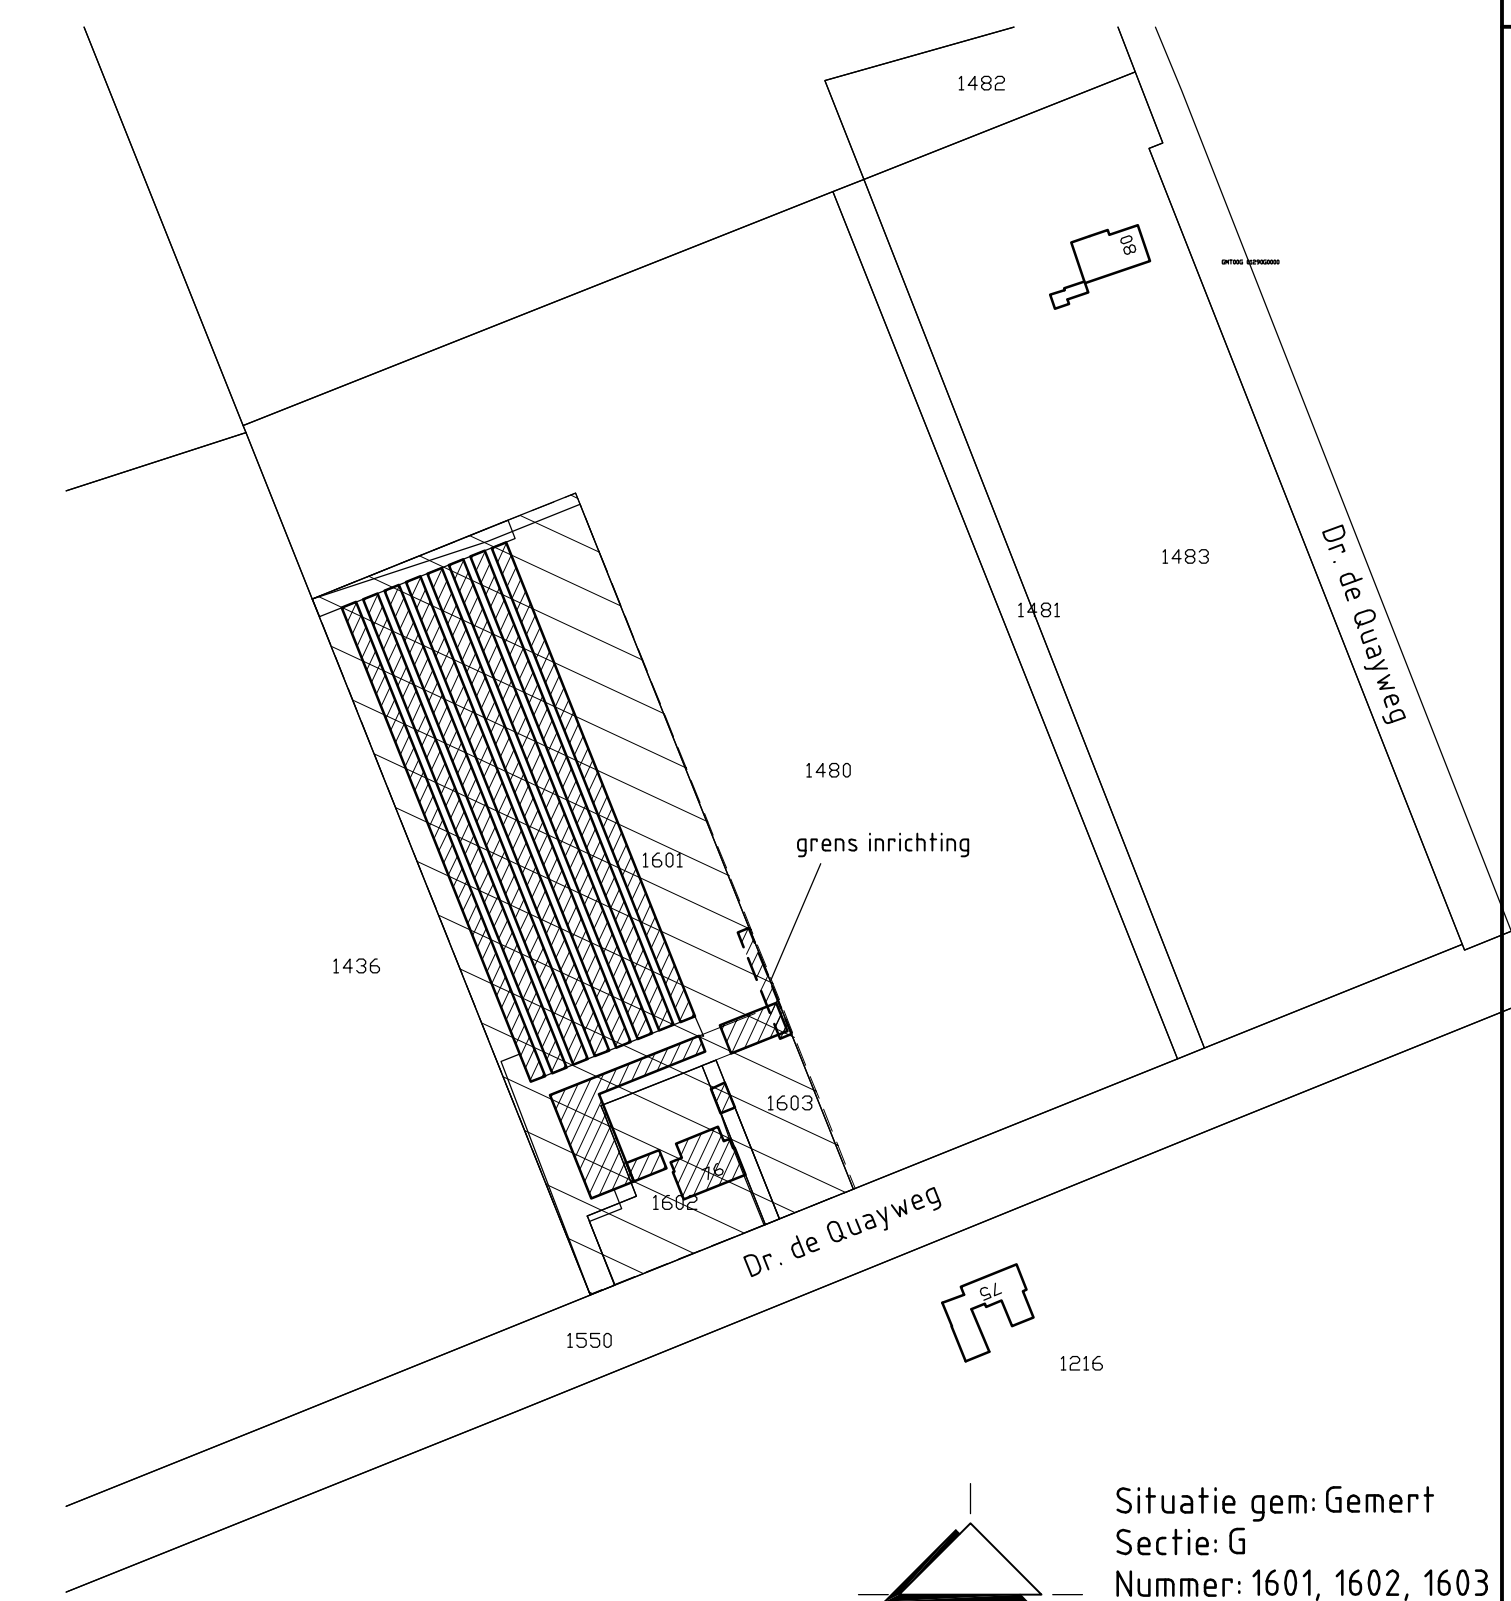 1482
80
1483
Dr. de Quayweg
1481
1480
grens inrichting
1601
1436
1603
76
1602
Dr. de Quayweg
75
1550
1216
Situatie gem: Gemert
Sectie: G
Nummer: 1601, 1602, 1603